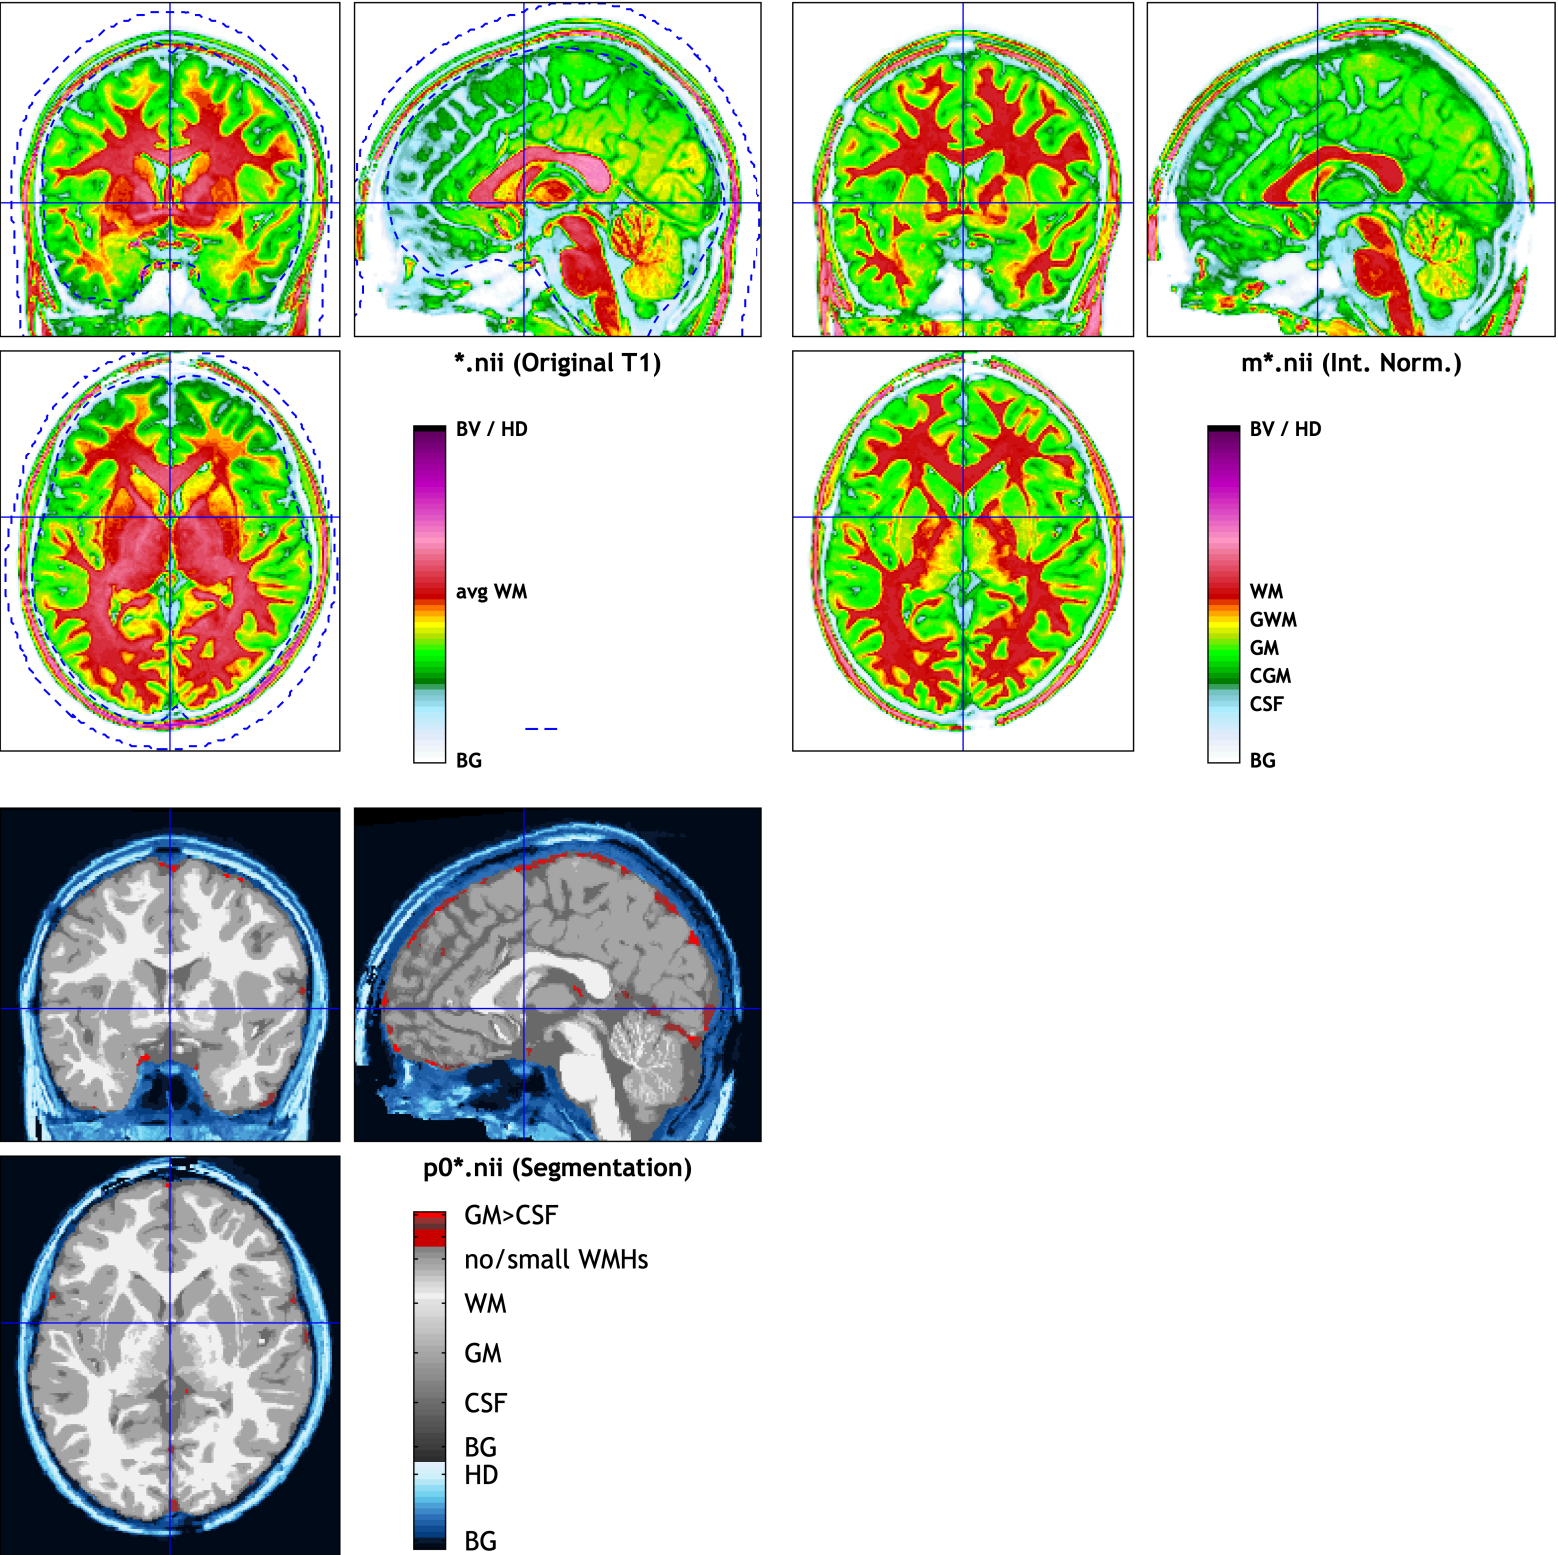 *.nii (Original T1)
BV / HD
avg WM
BG
m*.nii (Int. Norm.)
BV / HD
WM
GWM
GM
CGM
CSF
BG
p0*.nii (Segmentation)
GM>CSF
no/small WMHs
WM
GM
CSF
BG
HD
BG